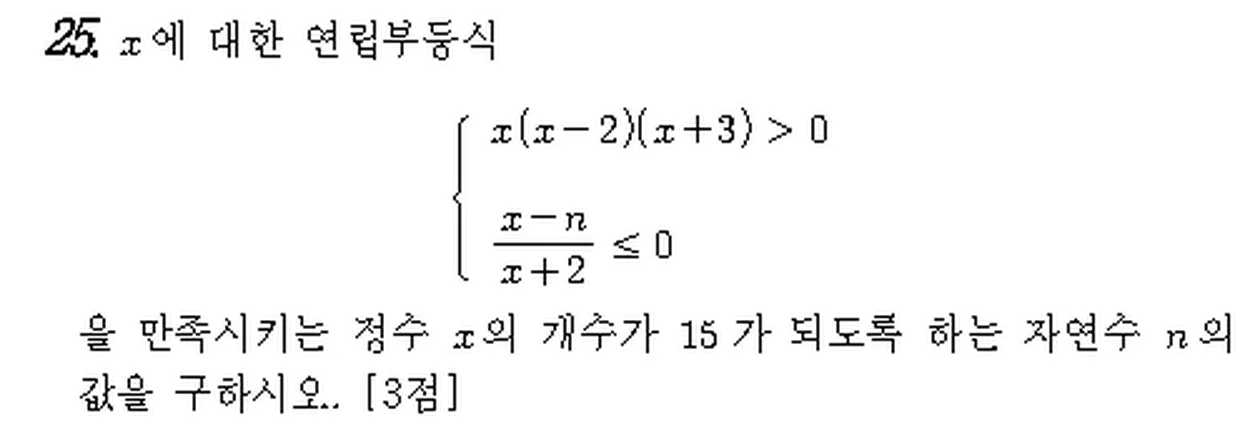 25. x에 대한 연립부등식
x(x-2)(x+3) > 0
(x-n)/(x+2) ≤ 0
을 만족시키는 정수 x의 개수가 15가 되도록 하는 자연수 n의
값을 구하시오.. [3점]